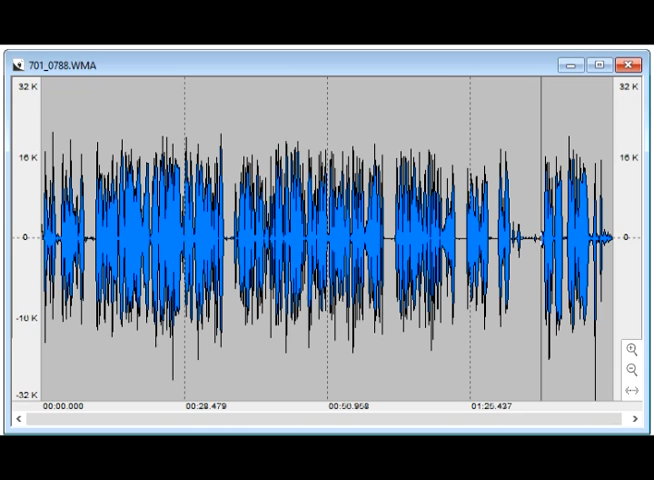 701_0788.WMA
32 K 32 K
16 K 16 K
0 0
-10 K
-32 K
00:00.000 00:28.479 00:50.958 01:25.437